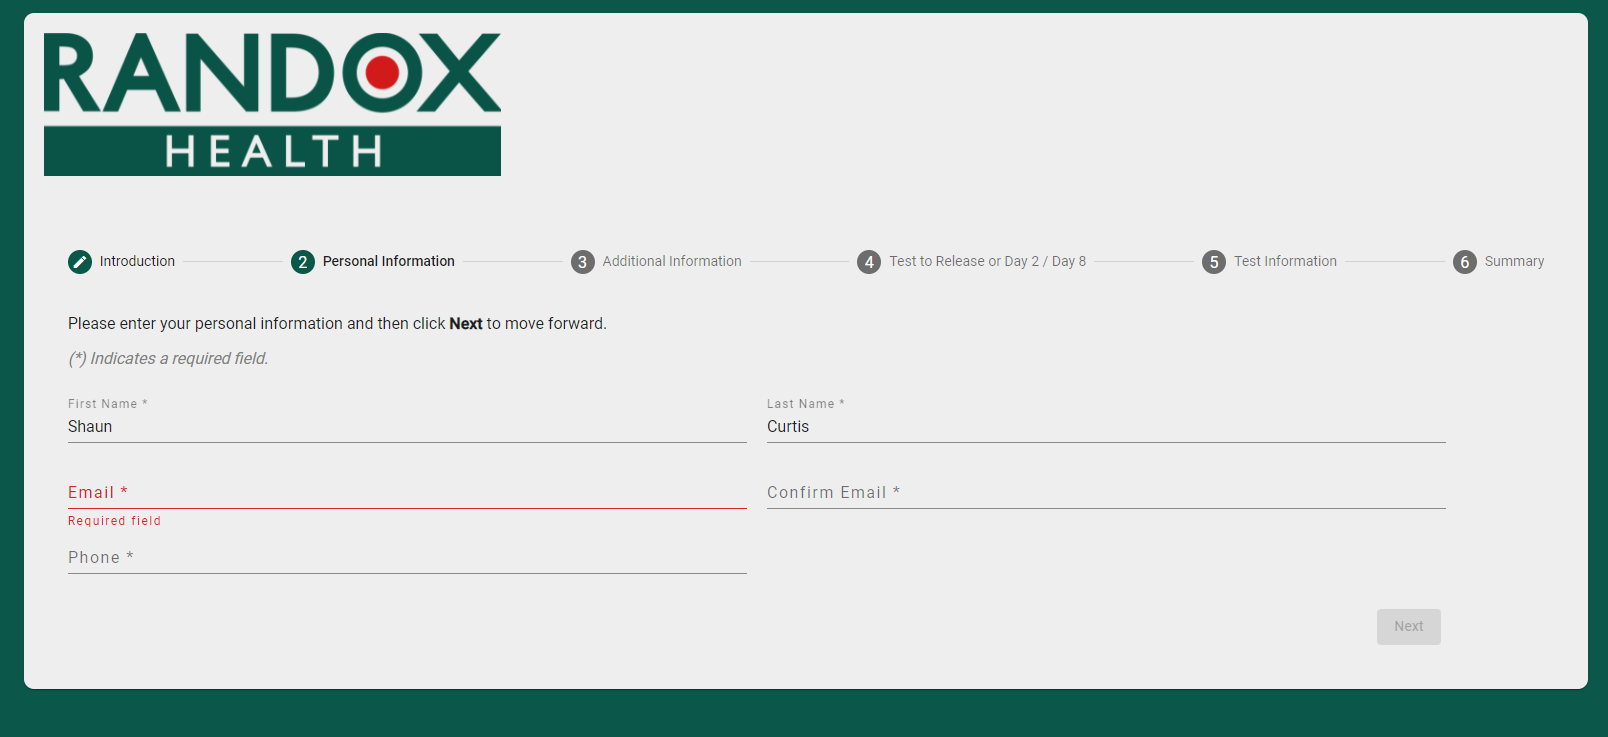 RANDOX
HEALTH
Introduction
2 Personal Information
3 Additional Information
4 Test to Release or Day 2 / Day 8
5 Test Information
6 Summary
Please enter your personal information and then click Next to move forward.
(*) Indicates a required field.
First Name *
Shaun
Last Name *
Curtis
Email *
Required field
Confirm Email *
Phone *
Next